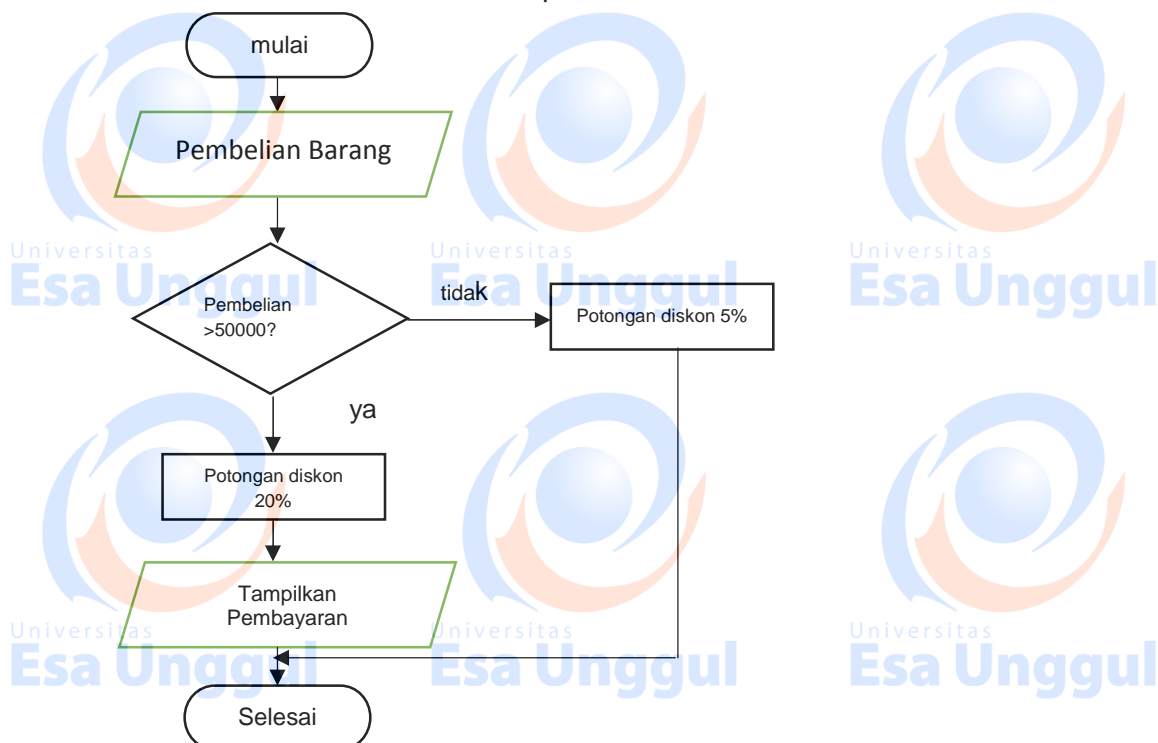 mulai
Pembelian Barang
Universitas
Esa Unggul
Universitas
Esa Unggul
Universitas
Esa Unggul
Pembelian
>50000?
tidak
Potongan diskon 5%
ya
Potongan diskon
20%
Tampilkan
Pembayaran
Universitas
Esa Unggul
Universitas
Esa Unggul
Universitas
Esa Unggul
Selesai